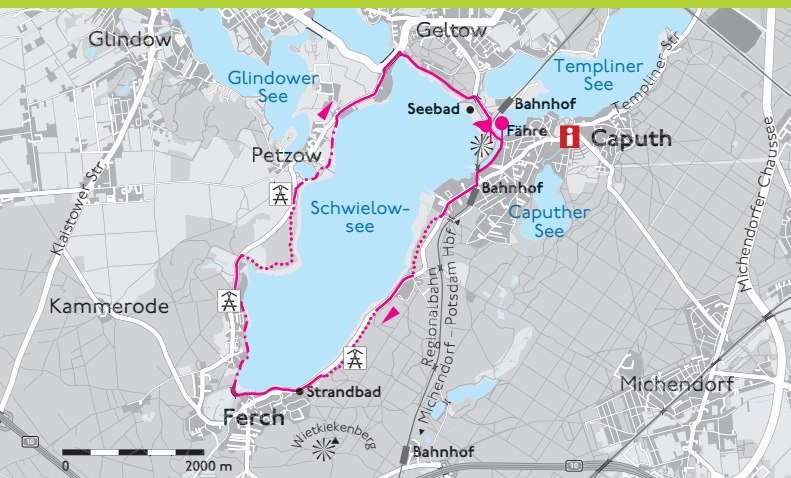 Glindow
Geltow
Templiner Str
Glindower
See
Templiner
See
Seebad
Bahnhof
Fähre
i
Caputh
Petzow
Klaistower Str.
Bahnhof
Schwielow-
see
Caputher
See
Michendorfer Chaussee
Kammerode
Regionalbahn
Michendorf – Potsdam Hbf
Michendorf
Strandbad
Ferch
Wietkiekenberg
Bahnhof
10
10
0
2000 m